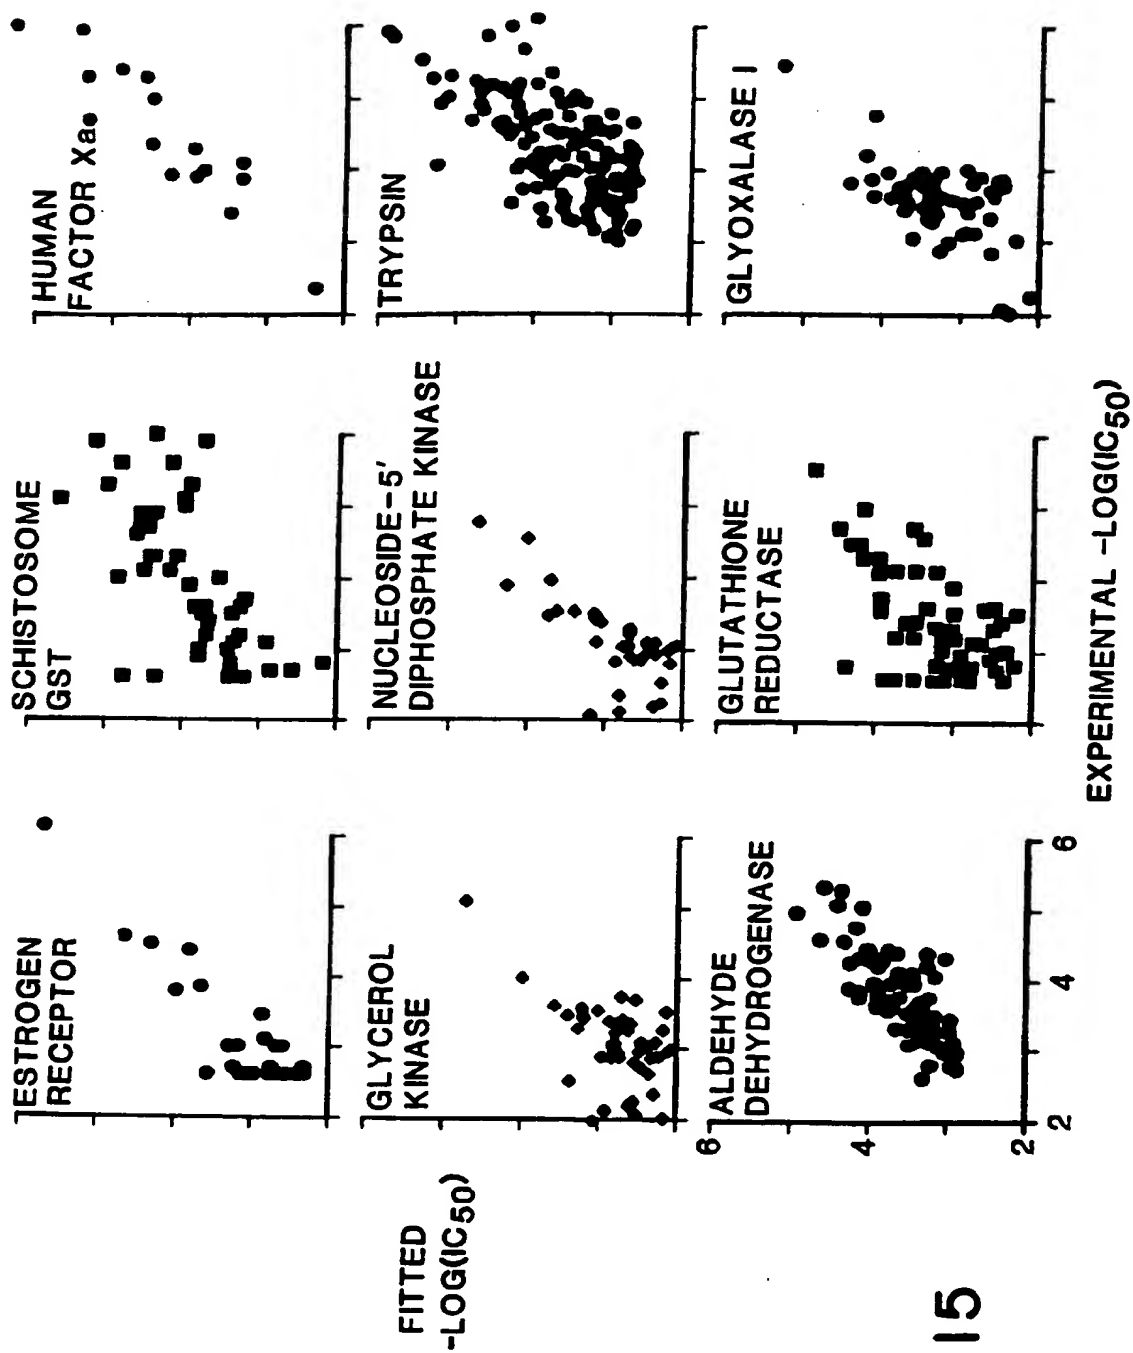 ESTROGEN
RECEPTOR
SCHISTOSOME
GST
HUMAN
FACTOR Xa
GLYCEROL
KINASE
NUCLEOSIDE-5'
DIPHOSPHATE KINASE
TRYPSIN
ALDEHYDE
DEHYDROGENASE
GLUTATHIONE
REDUCTASE
GLYOXALASE I
FITTED
-LOG(IC50)
6
4
2
2
4
6
EXPERIMENTAL -LOG(IC50)
15